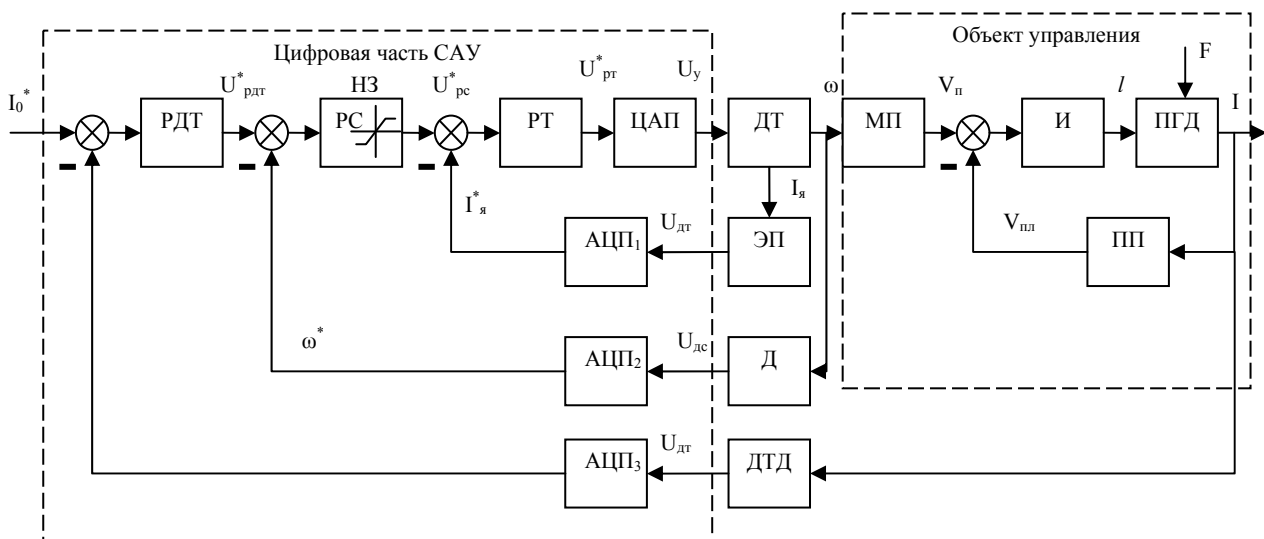 Цифровая часть САУ
Объект управления
I₀*
U*рдт
НЗ
U*рс
U*рт
Uу
ω
Vп
l
F
I
РДТ
РС
РТ
ЦАП
ДТ
МП
И
ПГД
I*я
Uдт
Iя
Vпл
АЦП₁
ЭП
ПП
ω*
Uдс
АЦП₂
Д
Uдт
АЦП₃
ДТД